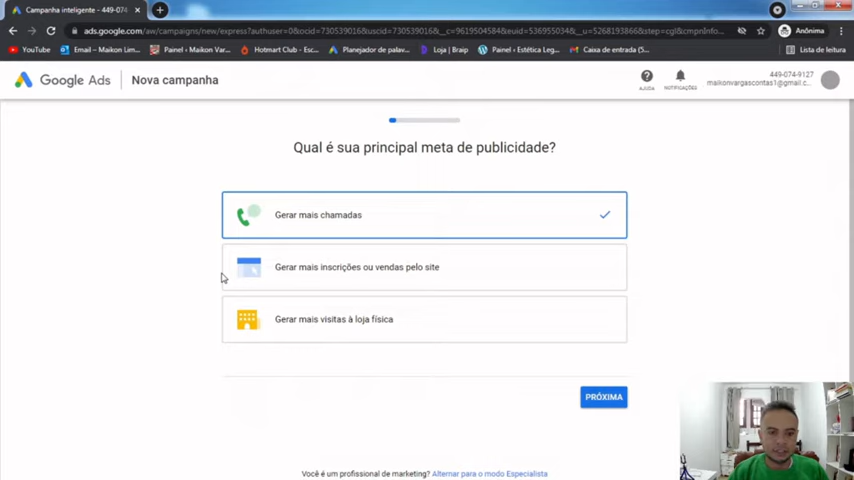 Campanha inteligente - 449-074
ads.google.com/aw/campaigns/new/express?authuser=0&ocid=730539016&uscid=730539016&__c=9619504584&euid=536955034&__u=5268193866&step=cgl&cmpnInfo...
Anônima
YouTube
Email – Maikon Lim...
Painel ‹ Maikon Var...
Hotmart Club - Esc...
Planejador de palav...
Loja | Braip
Painel ‹ Estética Leg...
Caixa de entrada (5...
Lista de leitura
Google Ads
Nova campanha
AJUDA
NOTIFICAÇÕES
449-074-9127
maikonvargascontas1@gmail.c...
Qual é sua principal meta de publicidade?
Gerar mais chamadas
Gerar mais inscrições ou vendas pelo site
Gerar mais visitas à loja física
PRÓXIMA
Você é um profissional de marketing? Alternar para o modo Especialista